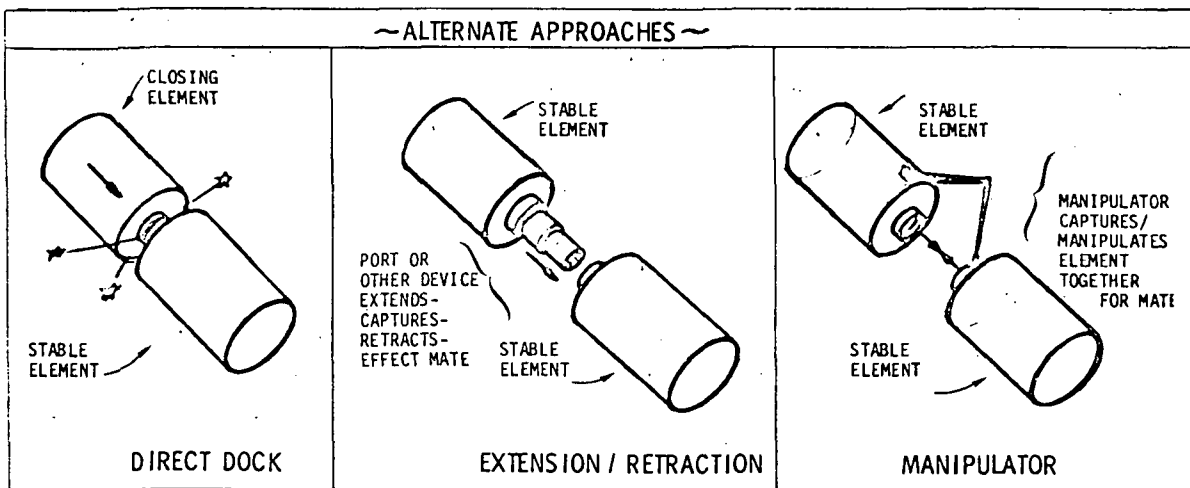 ~ALTERNATE APPROACHES~
CLOSING
ELEMENT
STABLE
ELEMENT
DIRECT DOCK
STABLE
ELEMENT
PORT OR
OTHER DEVICE
EXTENDS-
CAPTURES-
RETRACTS-
EFFECT MATE
STABLE
ELEMENT
EXTENSION / RETRACTION
STABLE
ELEMENT
MANIPULATOR
CAPTURES/
MANIPULATES
ELEMENT
TOGETHER
FOR MATE
STABLE
ELEMENT
MANIPULATOR